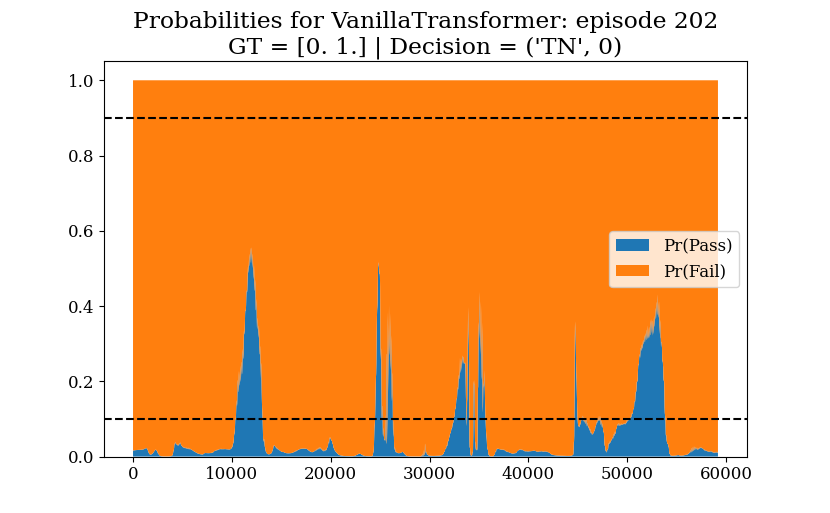 Probabilities for VanillaTransformer: episode 202
GT = [0. 1.] | Decision = ('TN', 0)
1.0
0.8
0.6
0.4
0.2
0.0
Pr(Pass)
Pr(Fail)
0 10000 20000 30000 40000 50000 60000